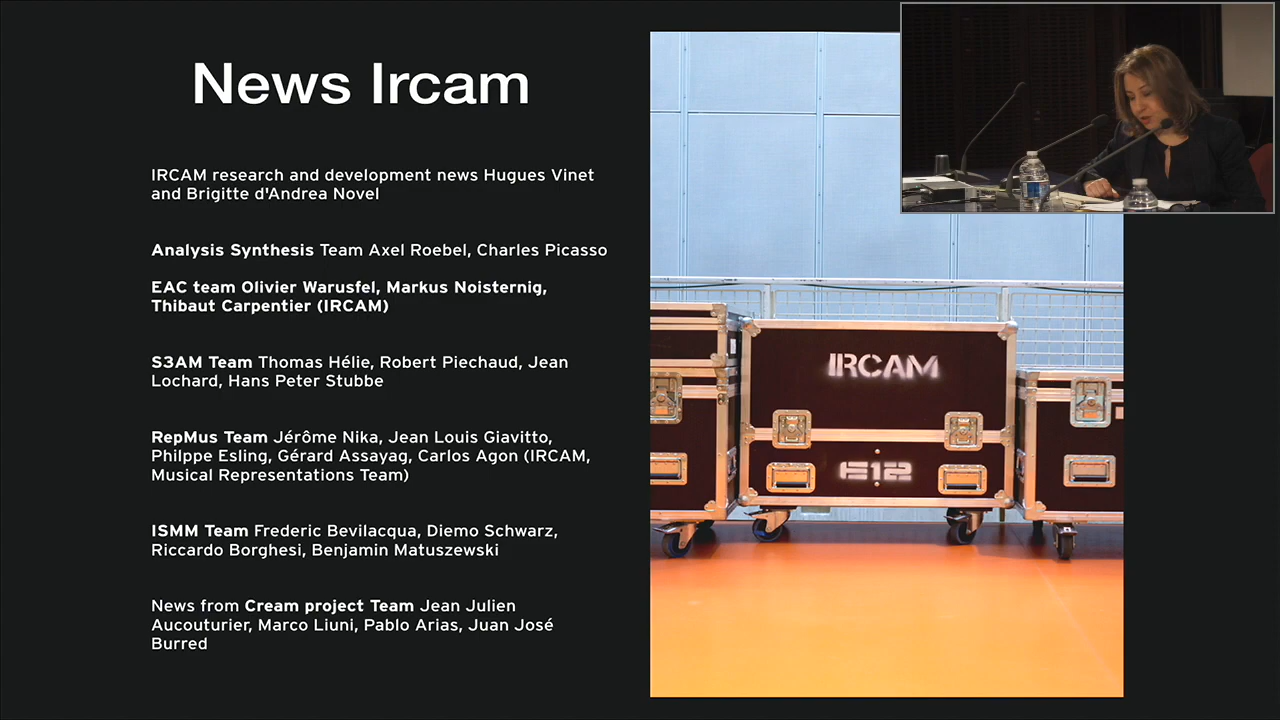 News Ircam
IRCAM research and development news Hugues Vinet
and Brigitte d'Andrea Novel
Analysis Synthesis Team Axel Roebel, Charles Picasso
EAC team Olivier Warusfel, Markus Noisternig,
Thibaut Carpentier (IRCAM)
S3AM Team Thomas Hélie, Robert Piechaud, Jean
Lochard, Hans Peter Stubbe
RepMus Team Jérôme Nika, Jean Louis Giavitto,
Philppe Esling, Gérard Assayag, Carlos Agon (IRCAM,
Musical Representations Team)
ISMM Team Frederic Bevilacqua, Diemo Schwarz,
Riccardo Borghesi, Benjamin Matuszewski
News from Cream project Team Jean Julien
Aucouturier, Marco Liuni, Pablo Arias, Juan José
Burred
IRCAM
E12